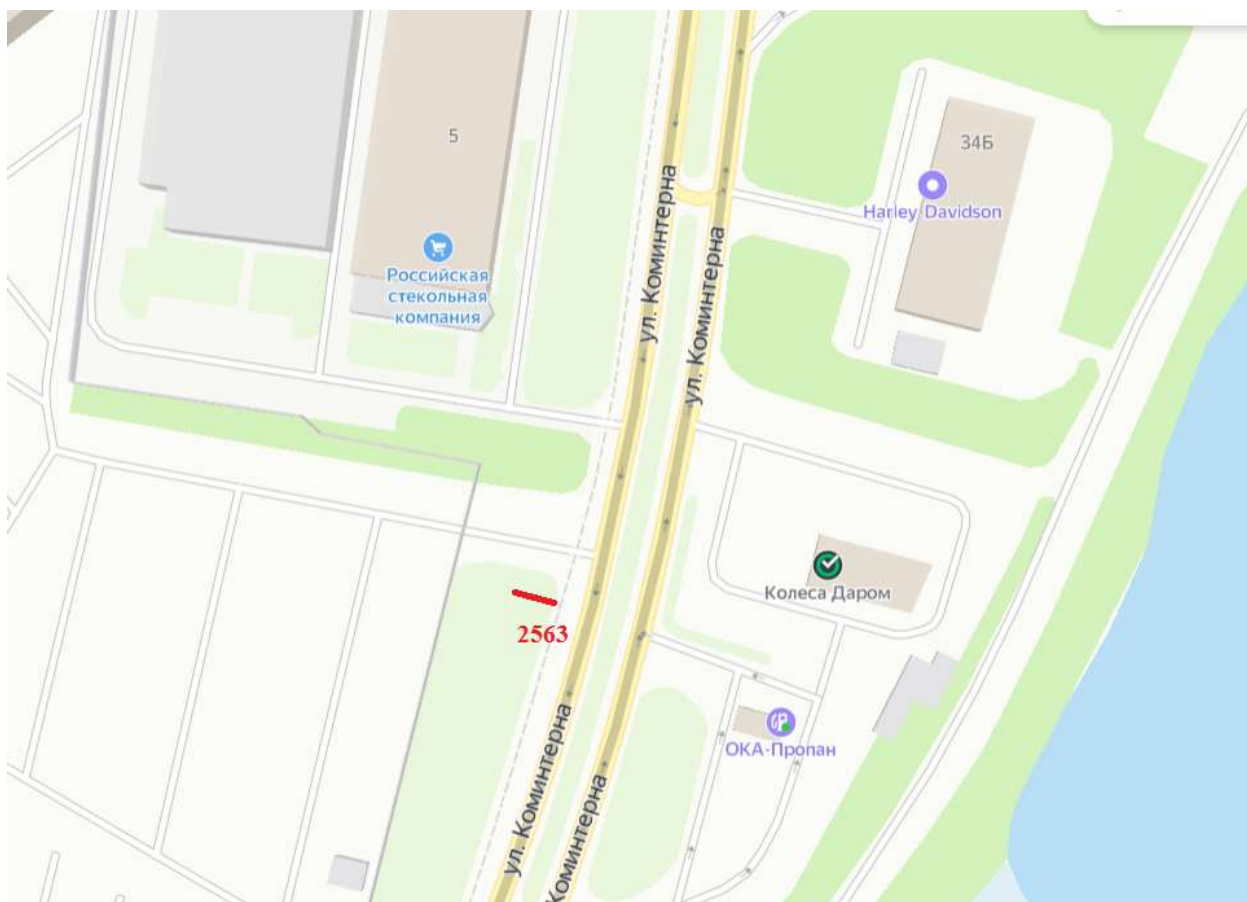 5
34Б
Harley-Davidson
Российская
стекольная
компания
ул. Коминтерна
ул. Коминтерна
Колеса Даром
2563
ОКА-Пропан
ул. Коминтерна
Коминтерна